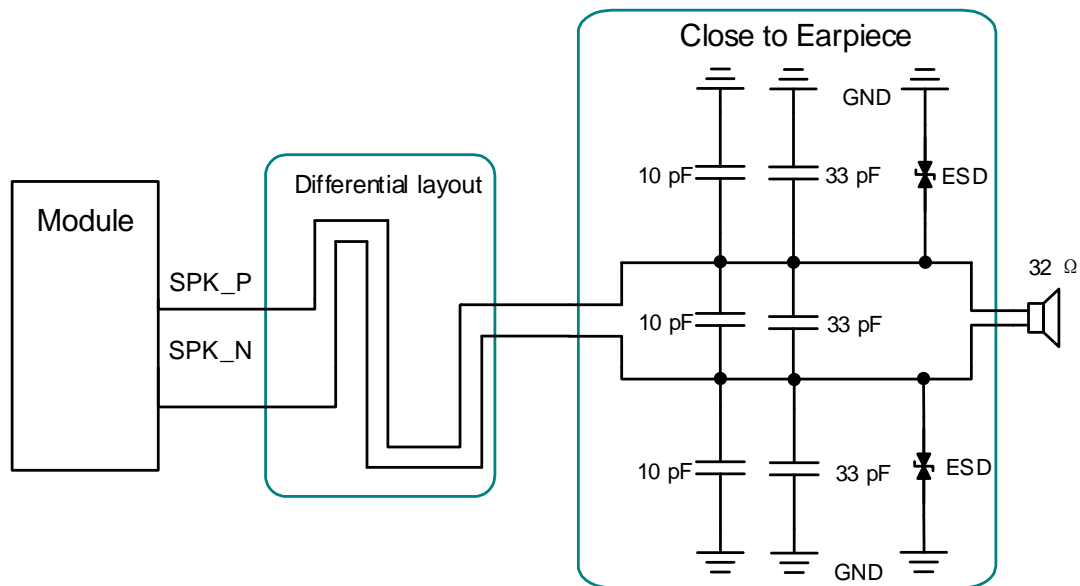 Close to Earpiece
GND
10 pF
33 pF
ESD
Differential layout
Module
SPK_P
32 Ω
10 pF
33 pF
SPK_N
10 pF
33 pF
ESD
GND